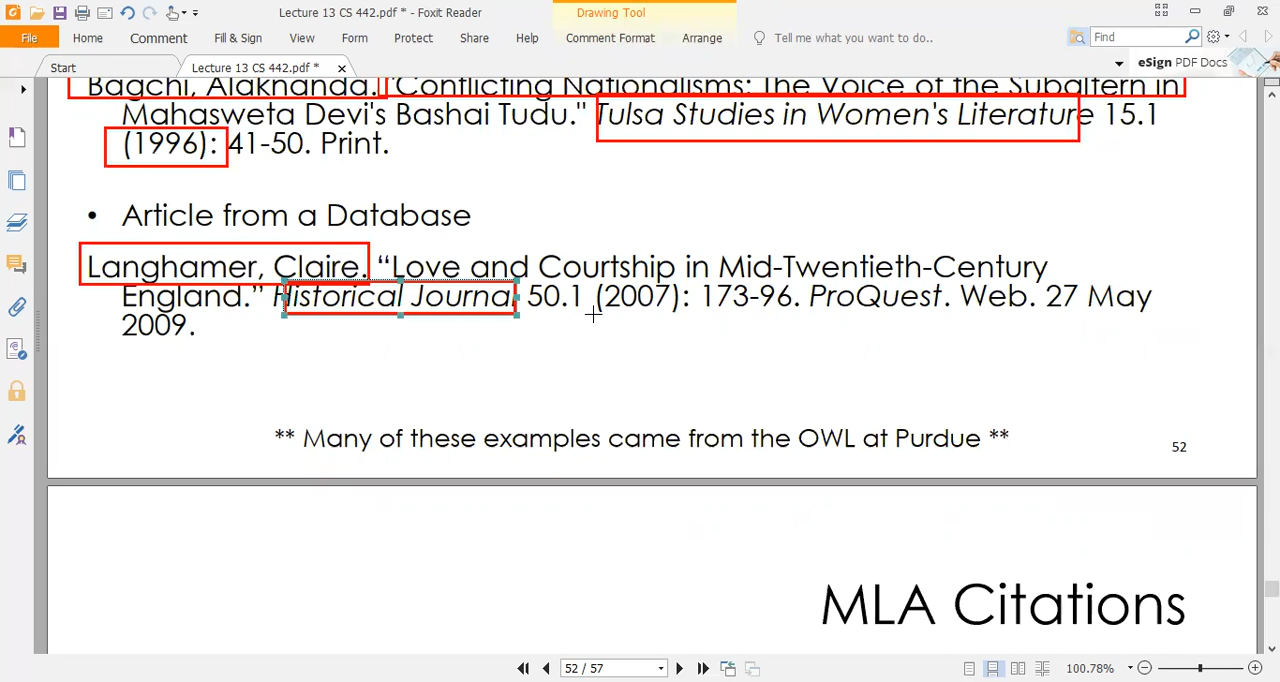 Lecture 13 CS 442.pdf * - Foxit Reader
Drawing Tool
File Home Comment Fill & Sign View Form Protect Share Help Comment Format Arrange Tell me what you want to do.. Find
Start Lecture 13 CS 442.pdf * eSign PDF Docs
Bagchi, Alaknanda. "Conflicting Nationalisms: The Voice of the Subaltern in
Mahasweta Devi's Bashai Tudu." Tulsa Studies in Women's Literature 15.1
(1996): 41-50. Print.
• Article from a Database
Langhamer, Claire. “Love and Courtship in Mid-Twentieth-Century
England.” Historical Journal 50.1 (2007): 173-96. ProQuest. Web. 27 May
2009.
** Many of these examples came from the OWL at Purdue **
52
MLA Citations
52 / 57
100.78%